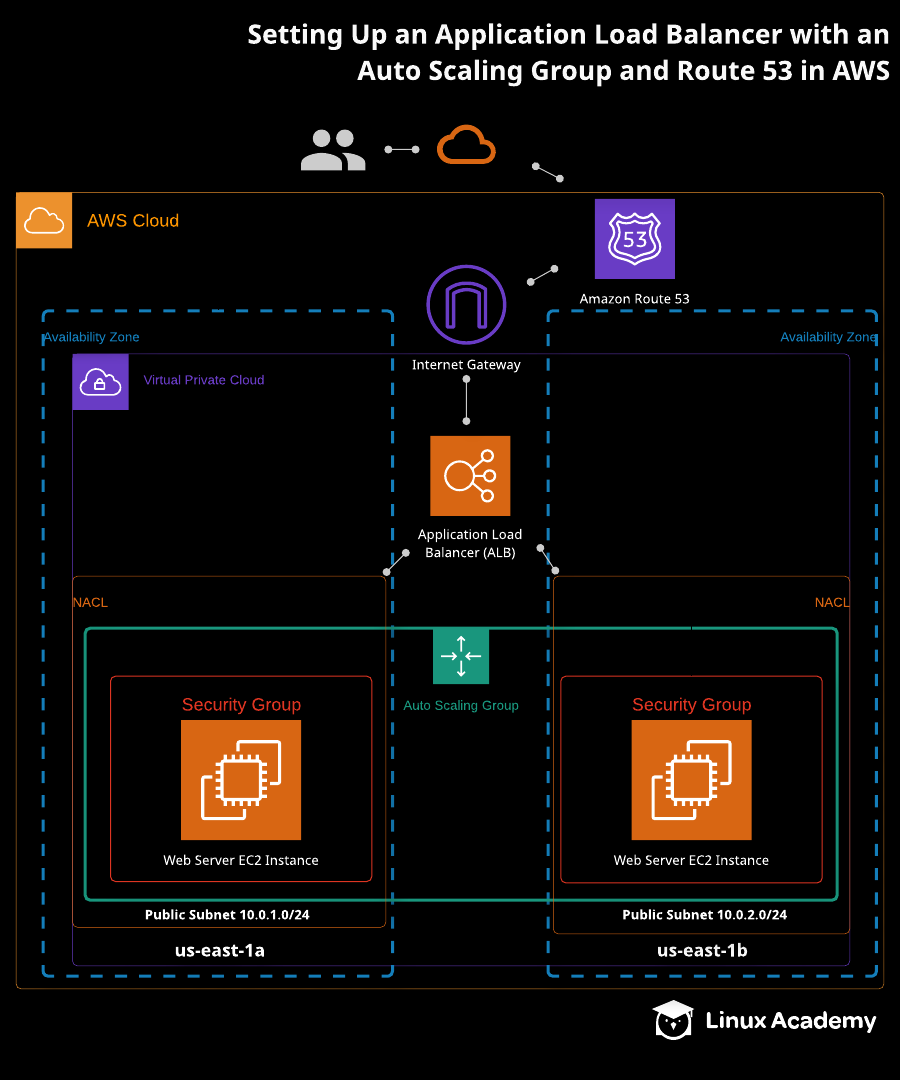 Setting Up an Application Load Balancer with an
Auto Scaling Group and Route 53 in AWS
AWS Cloud
53
Amazon Route 53
Availability Zone
Availability Zone
Internet Gateway
Virtual Private Cloud
Application Load
Balancer (ALB)
NACL
NACL
Security Group
Auto Scaling Group
Security Group
Web Server EC2 Instance
Web Server EC2 Instance
Public Subnet 10.0.1.0/24
Public Subnet 10.0.2.0/24
us-east-1a
us-east-1b
Linux Academy